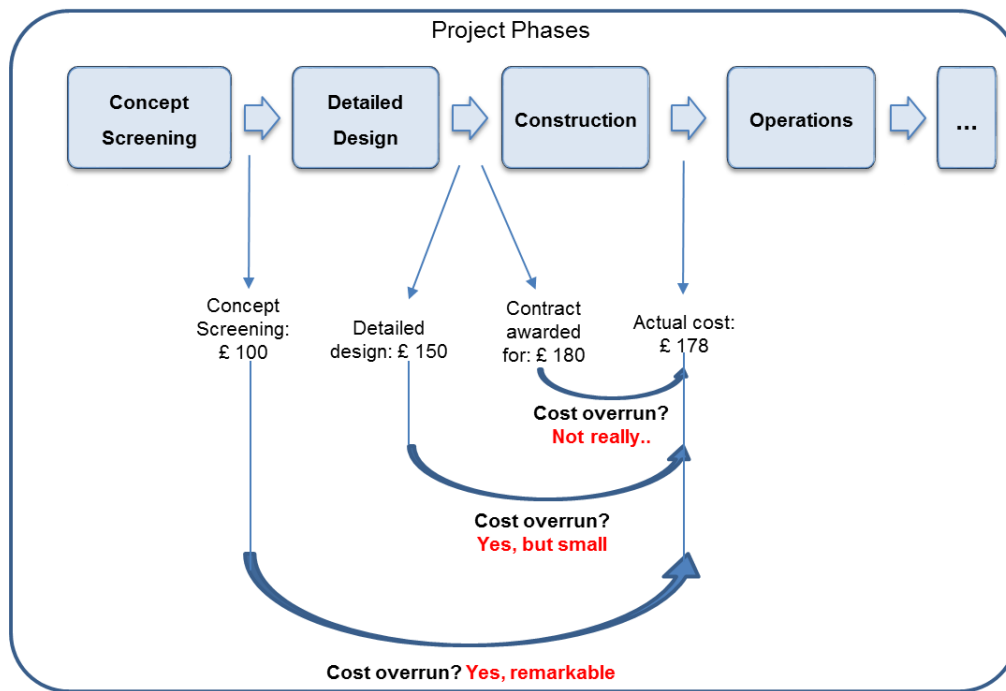 Project Phases
Concept
Screening
Detailed
Design
Construction
Operations
...
Concept
Screening:
£ 100
Detailed
design: £ 150
Contract
awarded
for: £ 180
Actual cost:
£ 178
Cost overrun?
Not really..
Cost overrun?
Yes, but small
Cost overrun? Yes, remarkable